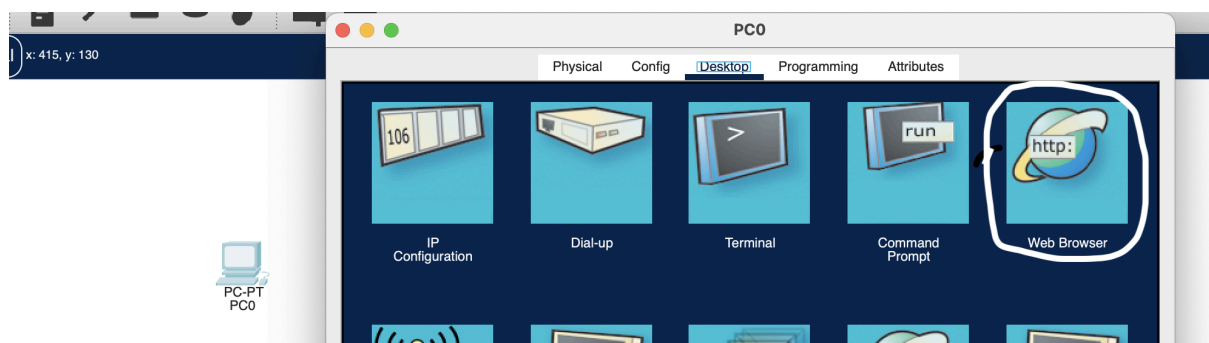 PC0
x: 415, y: 130
Physical Config Desktop Programming Attributes
106
>
run
http:
IP
Configuration
Dial-up
Terminal
Command
Prompt
Web Browser
PC-PT
PC0